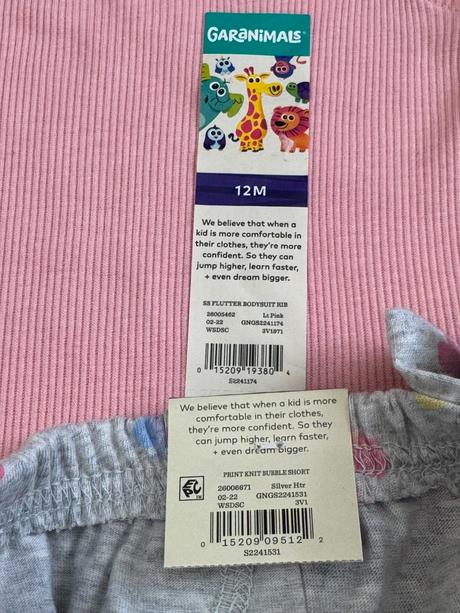 GaRaNiMaLS
12M
We believe that when a
kid is more comfortable in
their clothes, they're more
confident. So they can
jump higher, learn faster,
+ even dream bigger.
SS FLUTTER BODYSUIT RIB
26005462 Lt Pink
02-22 GNGS2241174
WSDSC 3V1971
0 15209 19380 4
S2241174
We believe that when a kid is more
comfortable in their clothes,
they're more confident. So they
can jump higher, learn faster,
+ even dream bigger.
PRINT KNIT BUBBLE SHORT
26006671 Silver Htr
02-22 GNGS2241531
WSDSC 3V1
0 15209 09512 2
S2241531